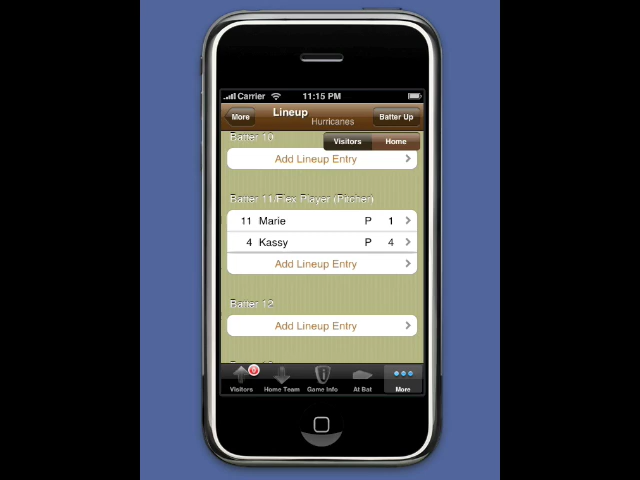 Carrier 11:15 PM
More Lineup Hurricanes Batter Up
Visitors Home
Batter 10
Add Lineup Entry
Batter 11/Flex Player (Pitcher)
11 Marie P 1
4 Kassy P 4
Add Lineup Entry
Batter 12
Add Lineup Entry
0
Visitors Home Team Game Info At Bat More